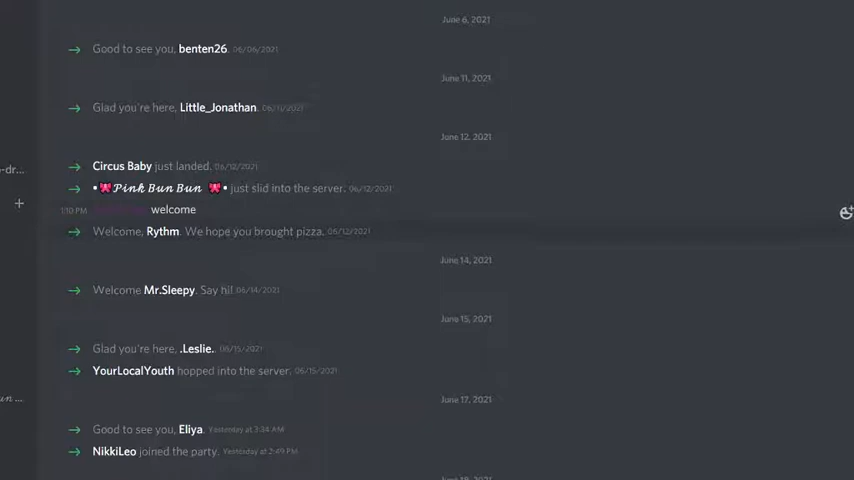 June 6, 2021
Good to see you, benten26. 06/06/2021
June 11, 2021
Glad you're here, Little_Jonathan. 06/11/2021
June 12, 2021
o-dr...
Circus Baby just landed. 06/12/2021
•🎀 𝓟𝓲𝓷𝓴 𝓑𝓾𝓷 𝓑𝓾𝓷 🎀• just slid into the server. 06/12/2021
1:10 PM welcome
Welcome, Rythm. We hope you brought pizza. 06/12/2021
June 14, 2021
Welcome Mr.Sleepy. Say hi! 06/14/2021
June 15, 2021
Glad you're here, .Leslie. 06/15/2021
YourLocalYouth hopped into the server. 06/15/2021
June 17, 2021
𝓾𝓷 ...
Good to see you, Eliya. Yesterday at 3:34 AM
NikkiLeo joined the party. Yesterday at 2:49 PM